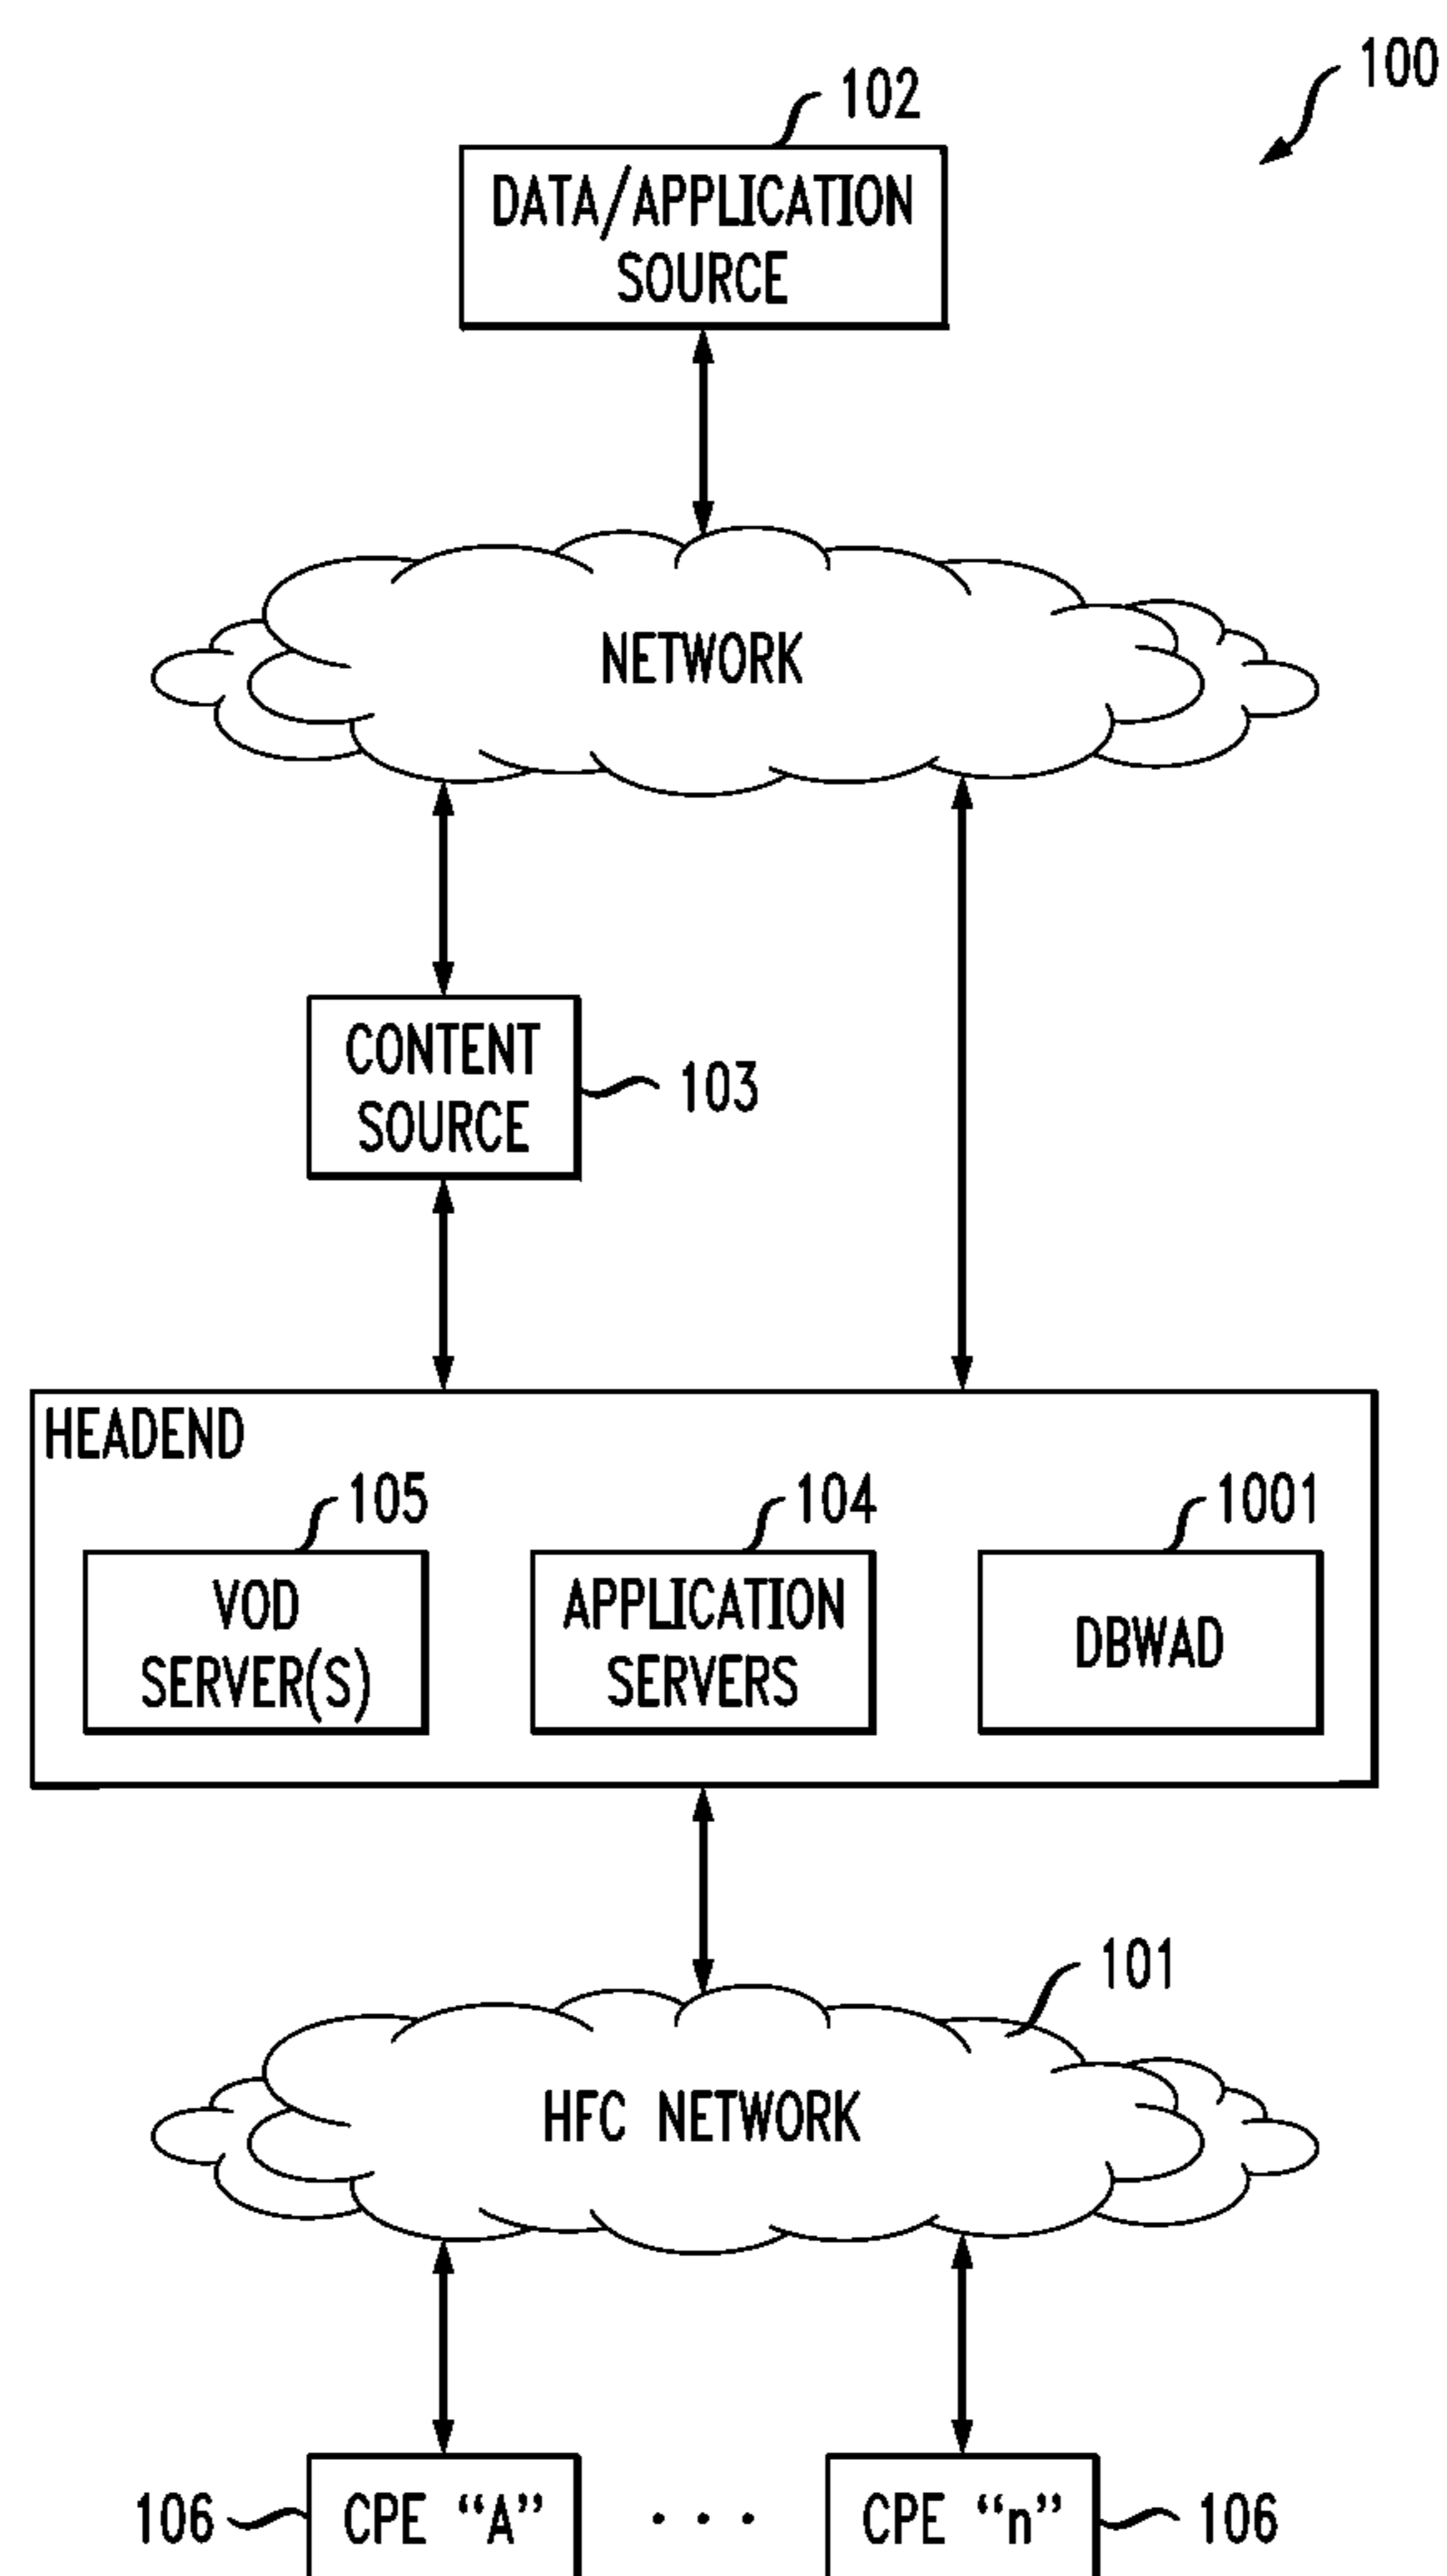 100
102
DATA/APPLICATION
SOURCE
NETWORK
CONTENT
SOURCE
103
HEADEND
105
104
1001
VOD
SERVER(S)
APPLICATION
SERVERS
DBWAD
101
HFC NETWORK
106
CPE “A”
. . .
CPE “n”
106